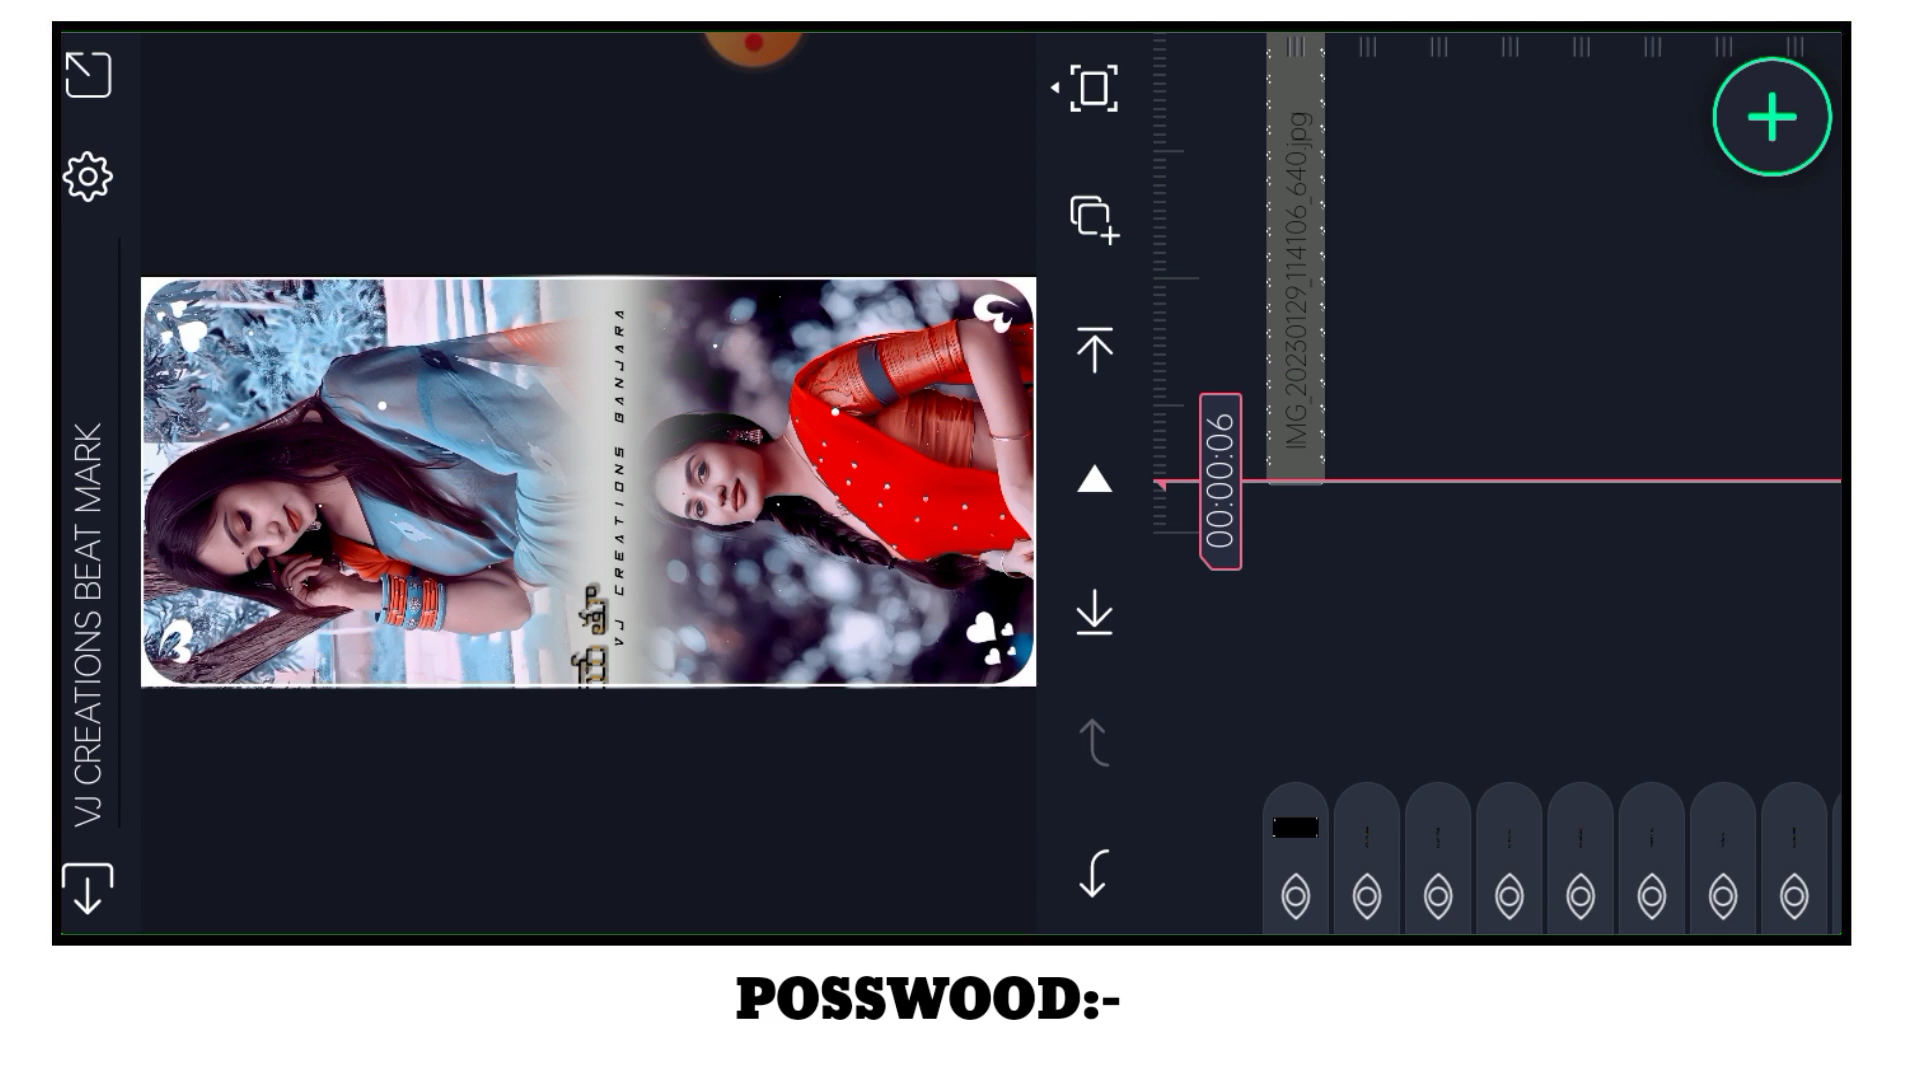 VJ CREATIONS BEAT MARK
VJ CREATIONS BANJARA
00:00:06
IMG_20230129_114106_640.jpg
POSSWOOD:-